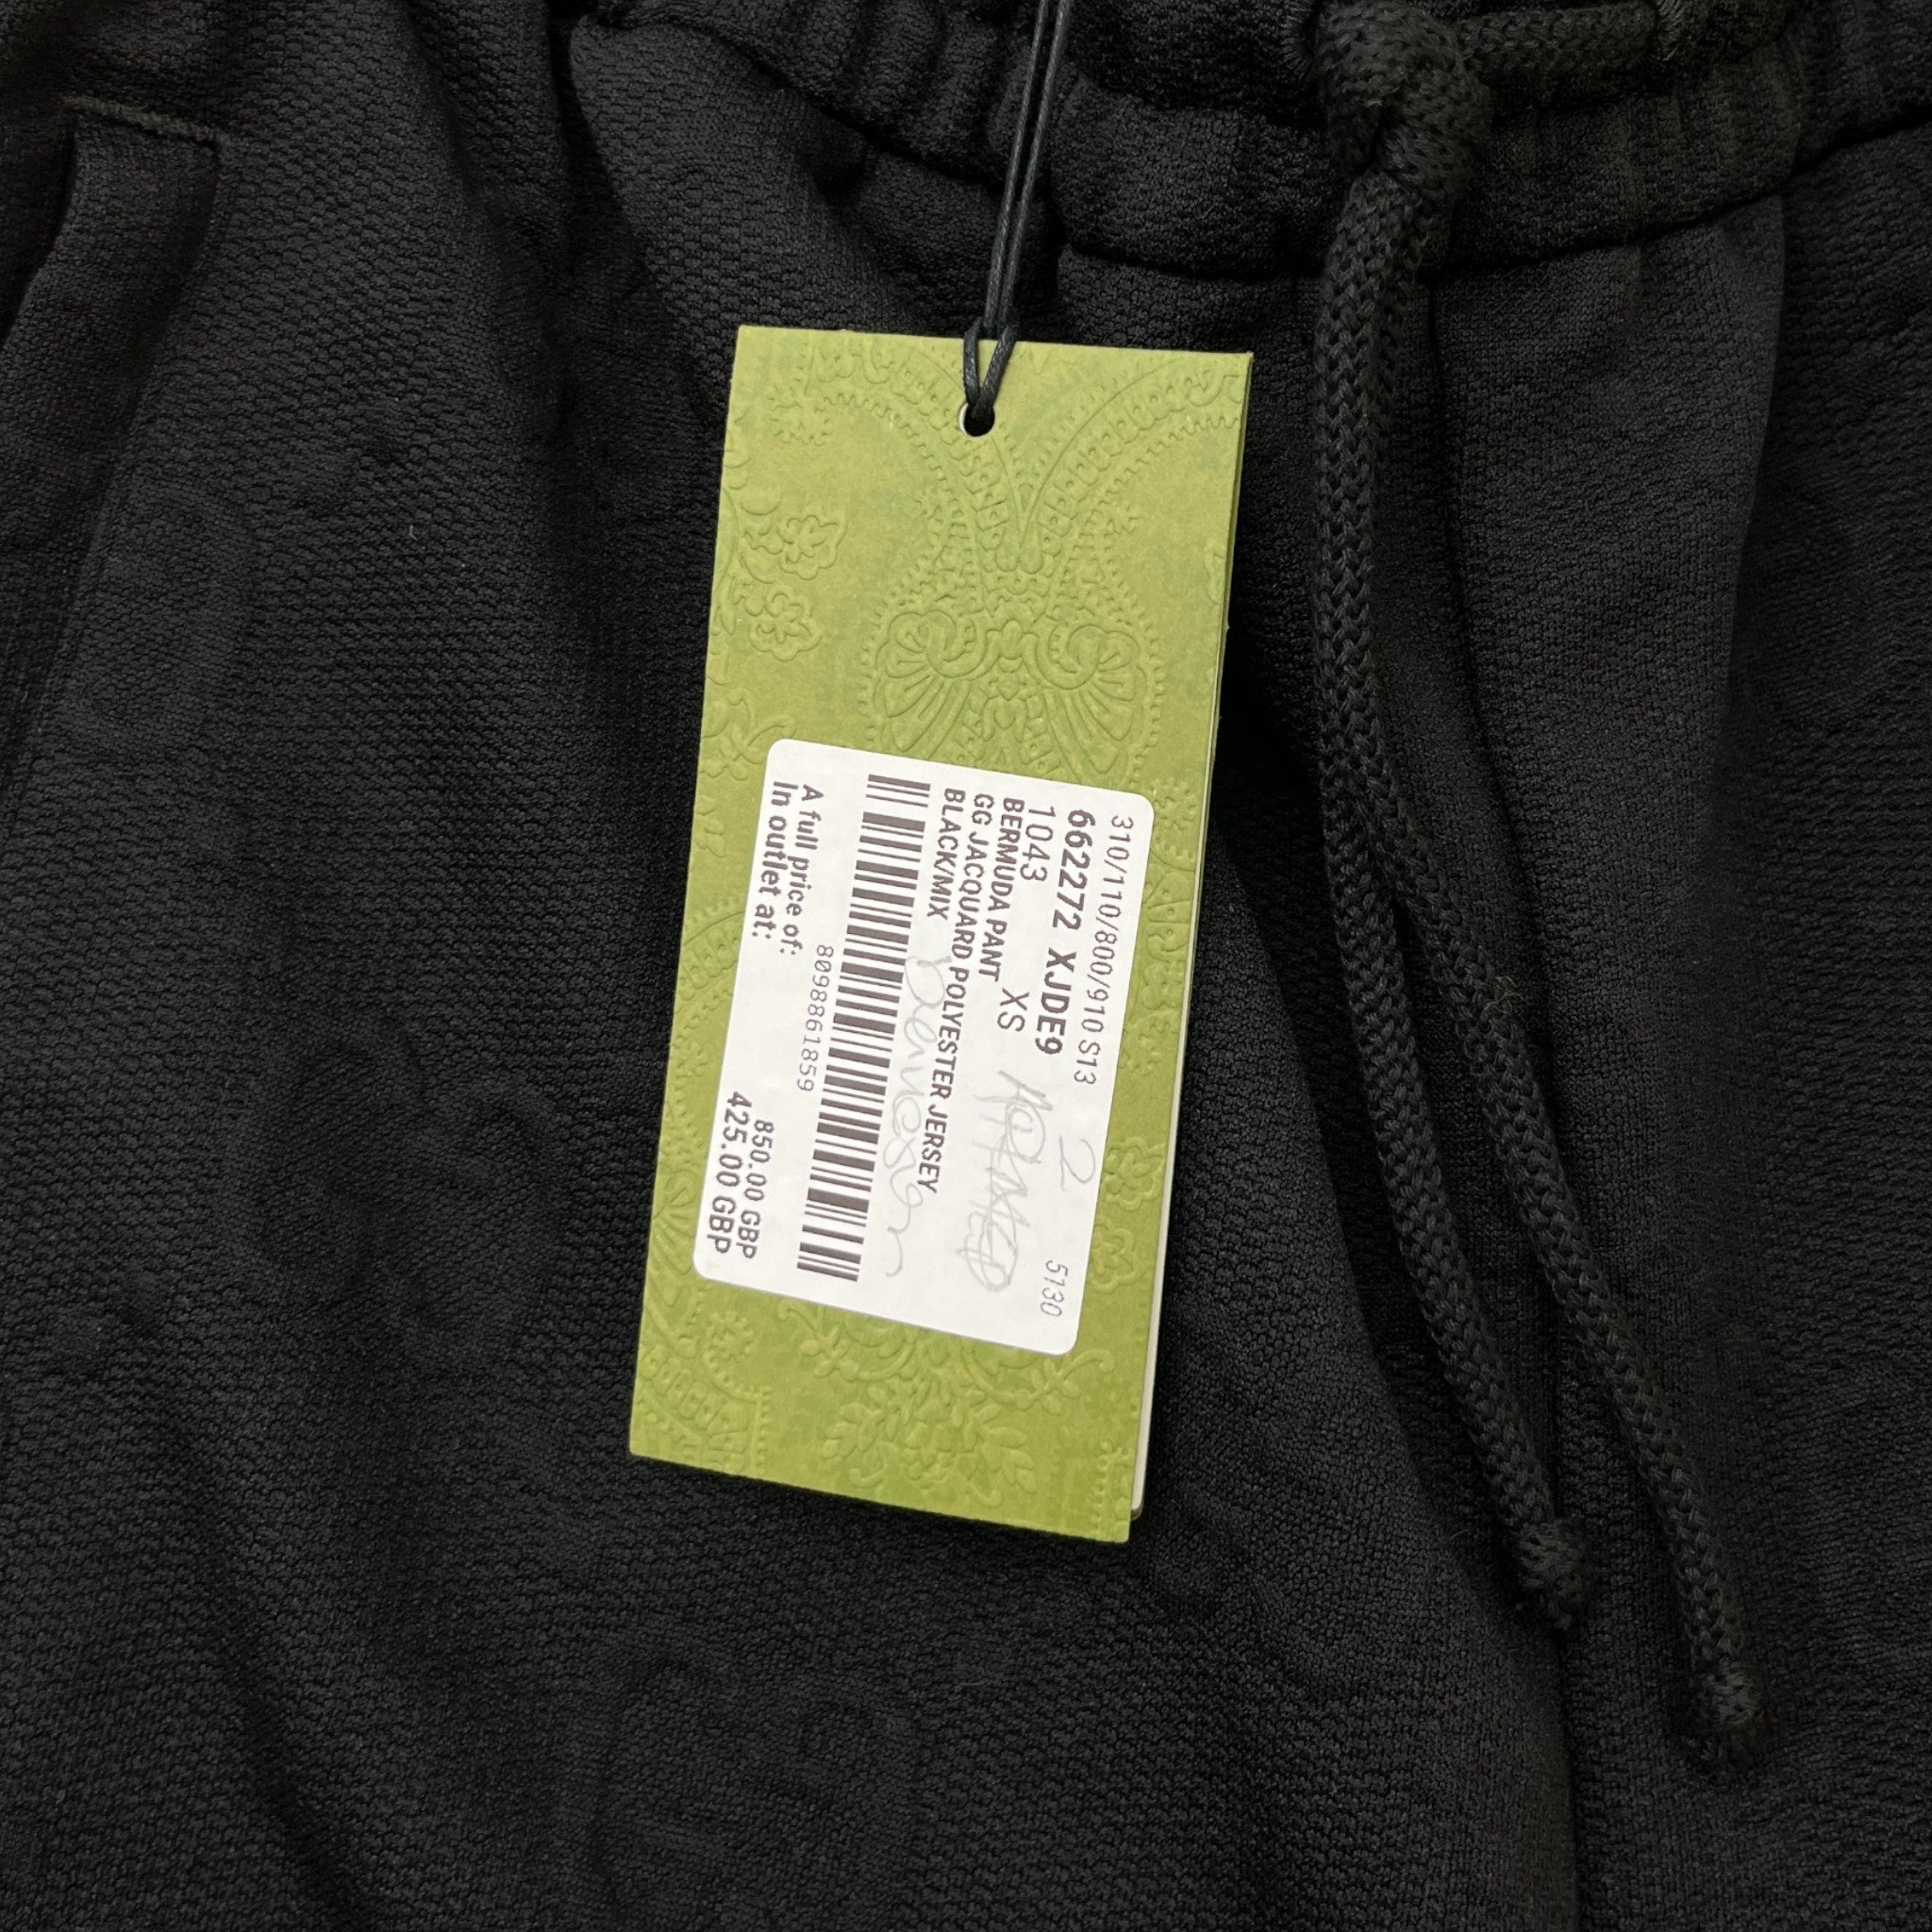 310/110/800/910 S13
662272 XJDE9 2 5130
1043 XS
BERMUDA PANT
GG JACQUARD POLYESTER JERSEY
BLACK/MIX
8098861859
A full price of: 850.00 GBP
In outlet at: 425.00 GBP